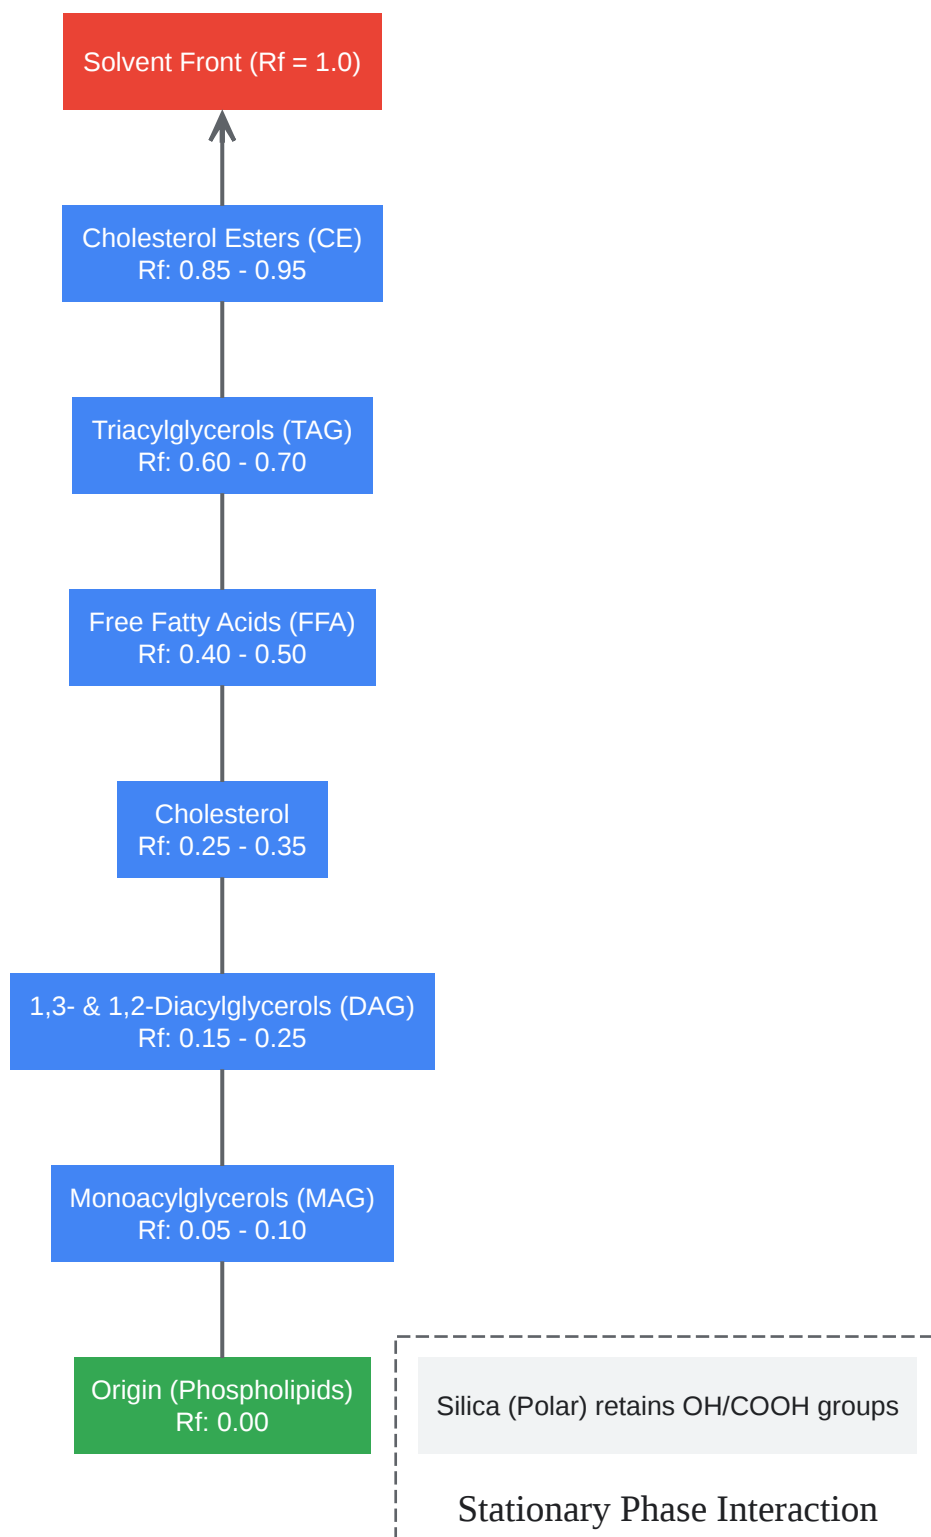 Solvent Front (Rf = 1.0)
Cholesterol Esters (CE)
Rf: 0.85 - 0.95
Triacylglycerols (TAG)
Rf: 0.60 - 0.70
Free Fatty Acids (FFA)
Rf: 0.40 - 0.50
Cholesterol
Rf: 0.25 - 0.35
1,3- & 1,2-Diacylglycerols (DAG)
Rf: 0.15 - 0.25
Monoacylglycerols (MAG)
Rf: 0.05 - 0.10
Origin (Phospholipids)
Rf: 0.00
Silica (Polar) retains OH/COOH groups
Stationary Phase Interaction